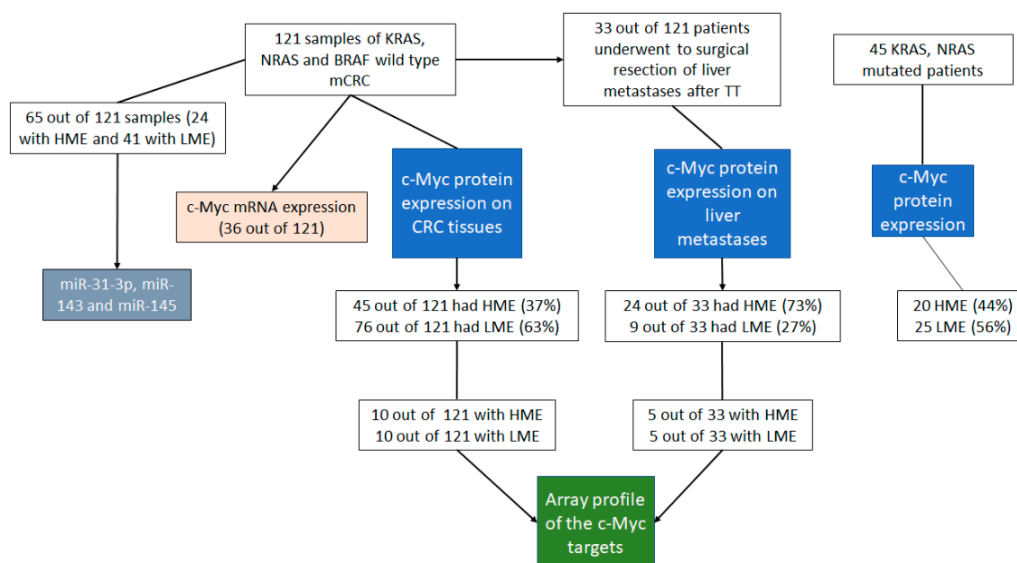 121 samples of KRAS,
NRAS and BRAF wild type
mCRC
33 out of 121 patients
underwent to surgical
resection of liver
metastases after TT
45 KRAS, NRAS
mutated patients
65 out of 121 samples (24
with HME and 41 with LME)
c-Myc mRNA expression
(36 out of 121)
c-Myc protein
expression on
CRC tissues
c-Myc protein
expression on
liver
metastases
c-Myc
protein
expression
miR-31-3p, miR-
143 and miR-145
45 out of 121 had HME (37%)
76 out of 121 had LME (63%)
24 out of 33 had HME (73%)
9 out of 33 had LME (27%)
20 HME (44%)
25 LME (56%)
10 out of 121 with HME
10 out of 121 with LME
5 out of 33 with HME
5 out of 33 with LME
Array profile
of the c-Myc
targets